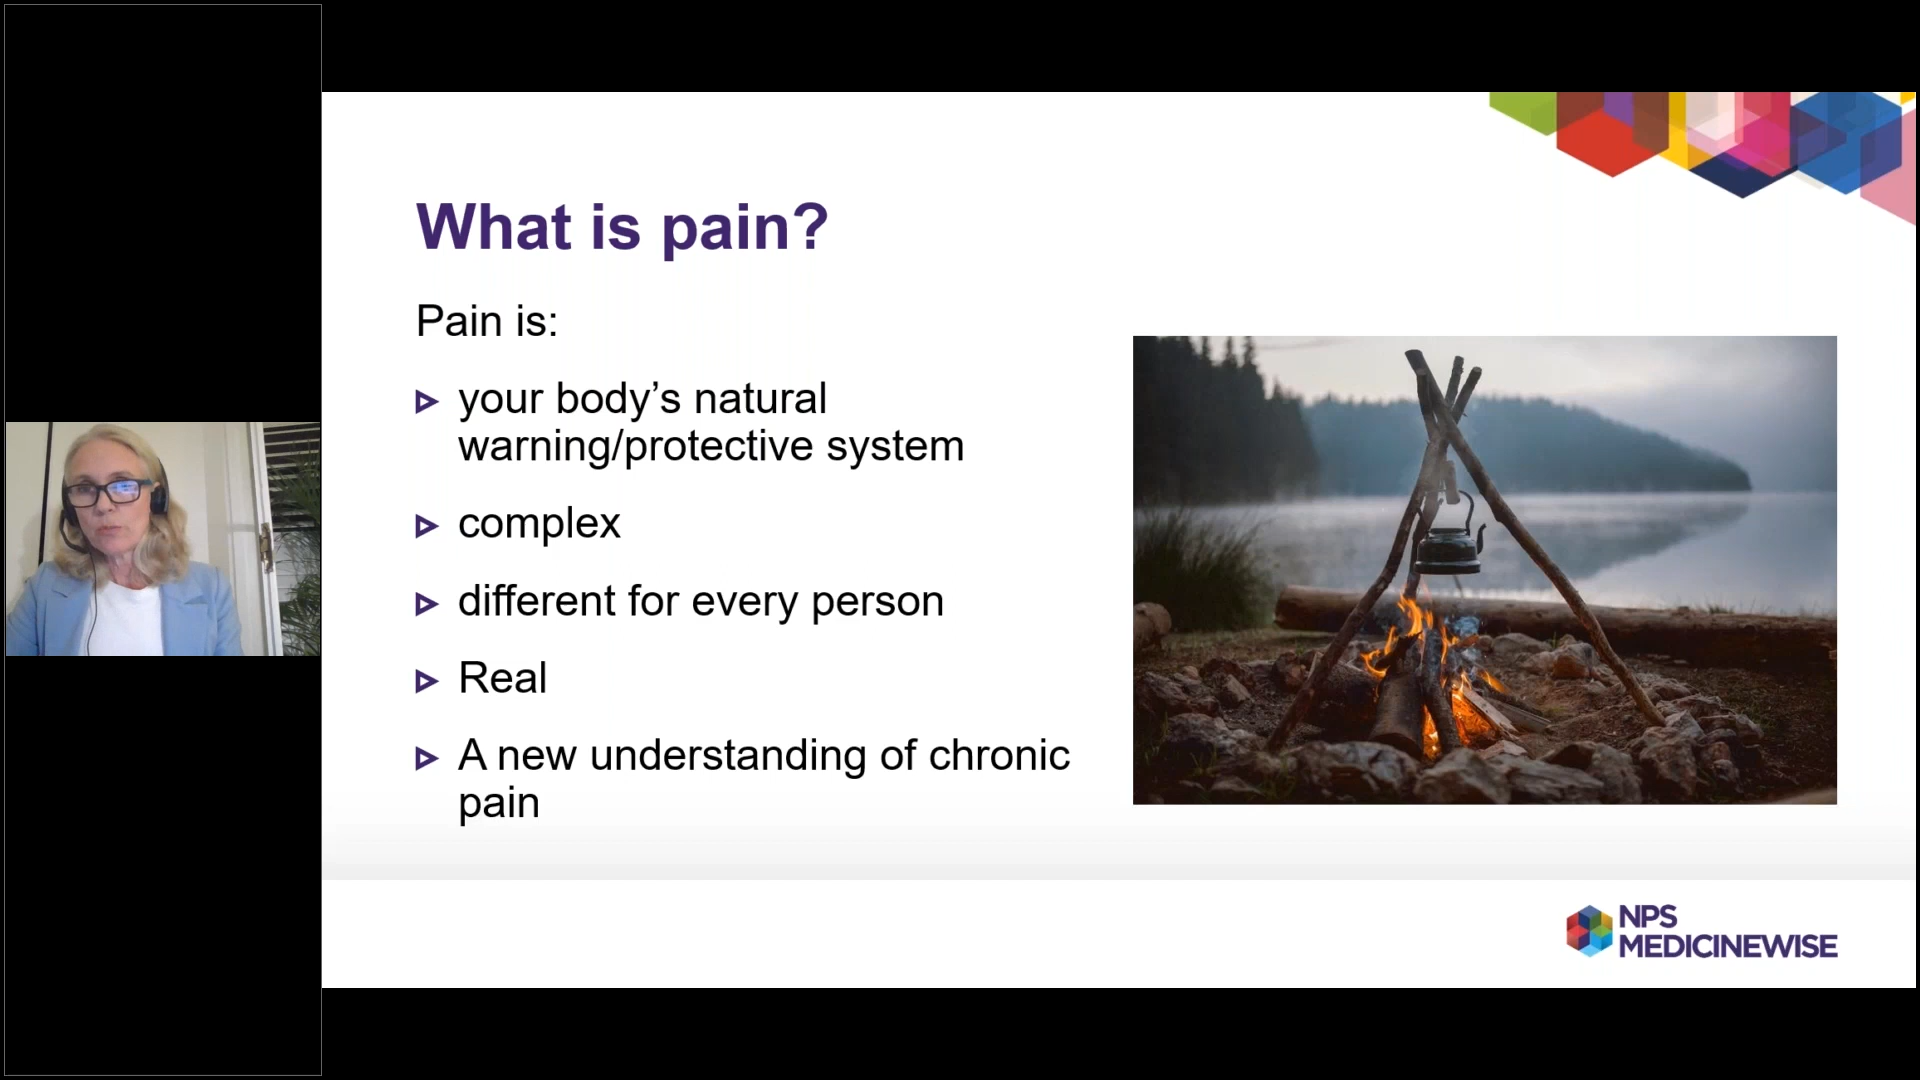 What is pain?
Pain is:
your body’s natural
warning/protective system
complex
different for every person
Real
A new understanding of chronic
pain
NPS
MEDICINEWISE